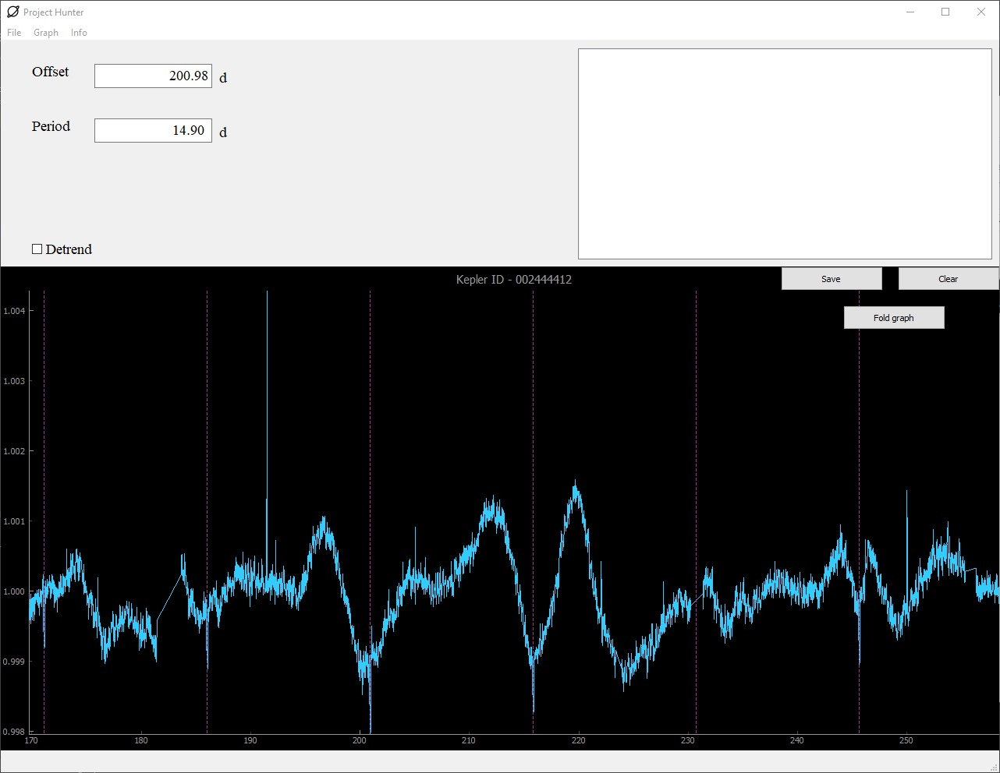 Project Hunter
File Graph Info
Offset 200.98 d
Period 14.90 d
Detrend
Kepler ID - 002444412
Save Clear
Fold graph
1.004
1.003
1.002
1.001
1.000
0.999
0.998
170 180 190 200 210 220 230 240 250